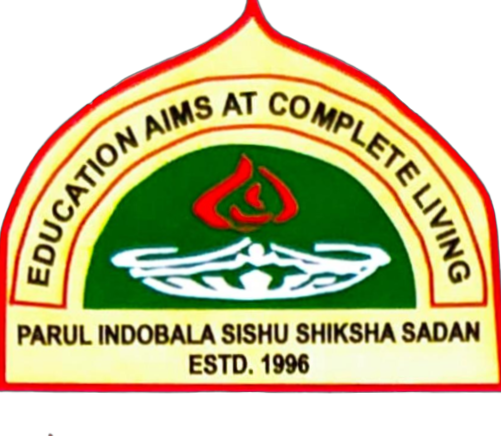 EDUCATION AIMS AT COMPLETE LIVING
PARUL INDOBALA SISHU SHIKSHA SADAN
ESTD. 1996